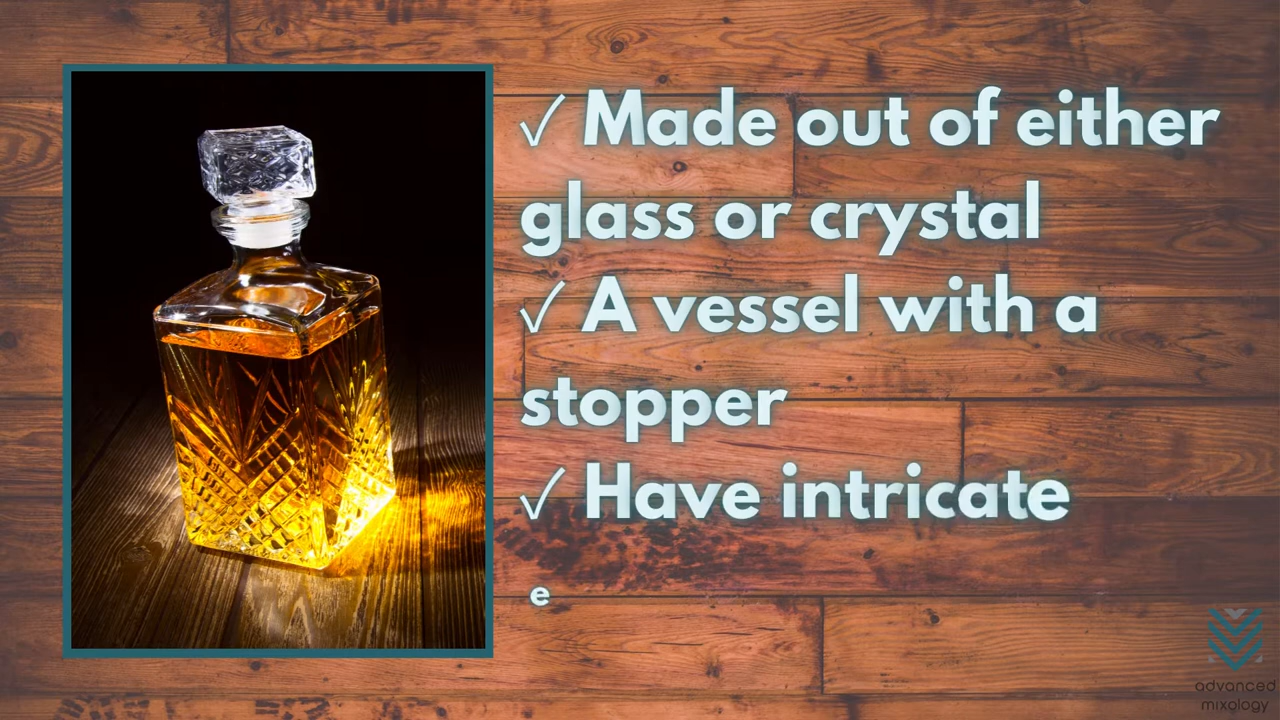 ✓ Made out of either
glass or crystal
✓ A vessel with a
stopper
✓ Have intricate
e
advanced
mixology